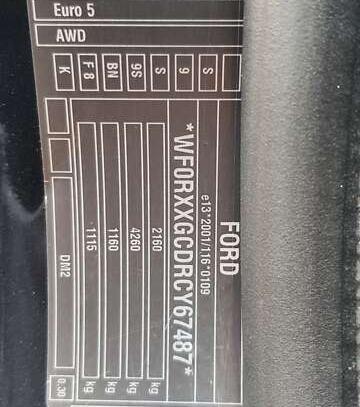 Euro 5
AWD
FORD
e13*2001/116*0109
*WF0RXXGCDRCY67487*
2160 kg
4260 kg
1160 kg
1115 kg
DM2 0.30
S
9
S
9S
BN
F8
K